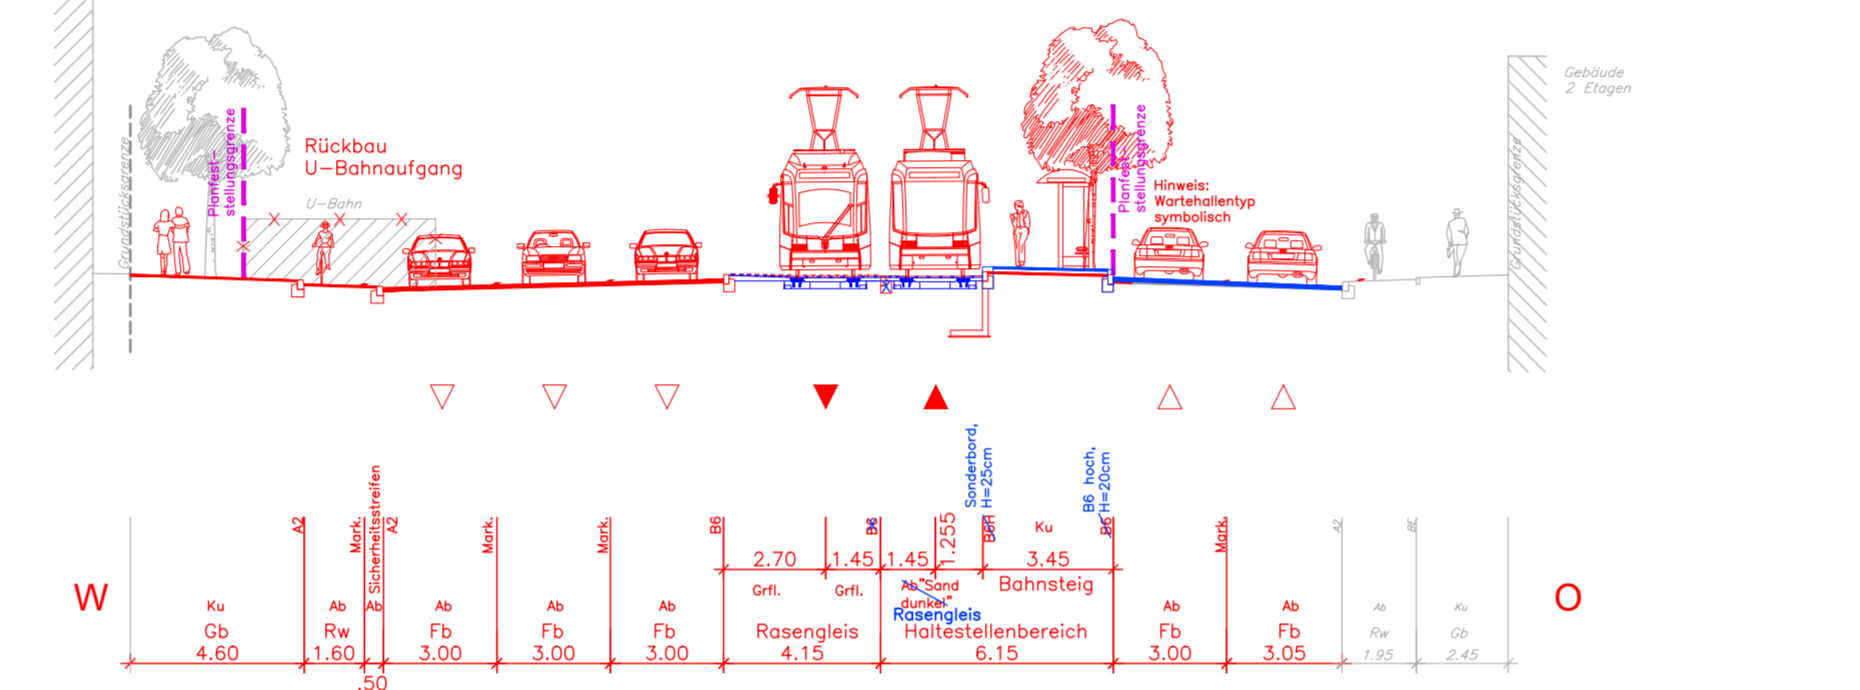 Gebäude
2 Etagen
Grundstücksgrenze
Planfest-
stellungsgrenze
Rückbau
U-Bahnaufgang
U-Bahn
Planfest-
stellungsgrenze
Hinweis:
Wartehallentyp
symbolisch
Grundstücksgrenze
Sonderbord,
H=25cm
B6 hoch,
H=20cm
A2
Mark.
Sicherheitsstreifen
A2
Mark.
Mark.
B6
B6
1.255
B6H
Ku
B6
Mark.
A2
BE
2.70
1.45
1.45
3.45
W
Grfl.
Grfl.
Ab"Sand
dunkel"
Rasengleis
Bahnsteig
O
Ku
Ab
Ab
Ab
Ab
Ab
Ab
Ab
Ab
Ku
Gb
Rw
Fb
Fb
Fb
Rasengleis
Haltestellenbereich
Fb
Fb
Rw
Gb
4.60
1.60
3.00
3.00
3.00
4.15
6.15
3.00
3.05
1.95
2.45
.50